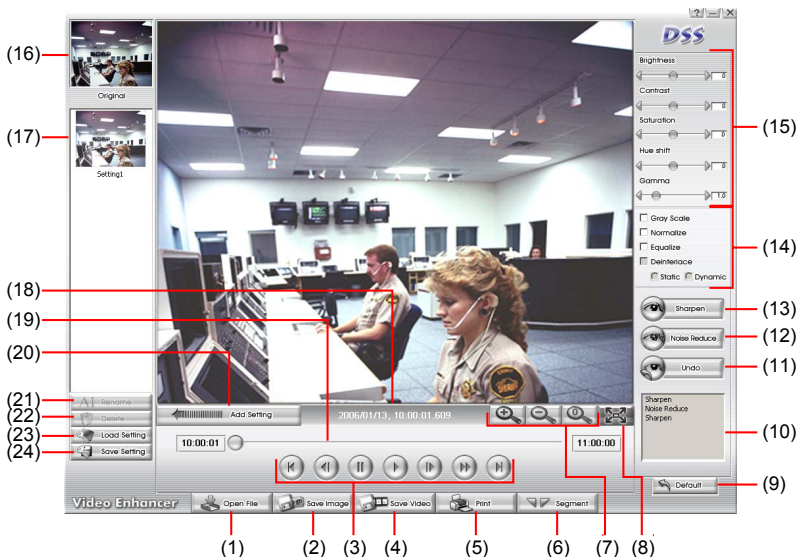 ? — X
DSS
(16)
Original
Brightness
0
Contrast
0
(17)
Saturation
0
(15)
Setting1
Hue shift
0
Gamma
1.0
Gray Scale
Normalize
Equalize
(14)
Deinterlace
Static Dynamic
(18)
(13)
Sharpen
(19)
(12)
Noise Reduce
(20)
(11)
Undo
SHERIFF
(21)
Rename
(22)
Delete
Add Setting
2006/01/13, 10:00:01.609
0
Sharpen
Noise Reduce
Sharpen
(10)
(23)
Load Setting
(24)
Save Setting
10:00:01
11:00:00
Default
(9)
Video Enhancer
Open File
Save Image
Save Video
Print
Segment
(1)
(2)
(3)
(4)
(5)
(6)
(7)
(8)